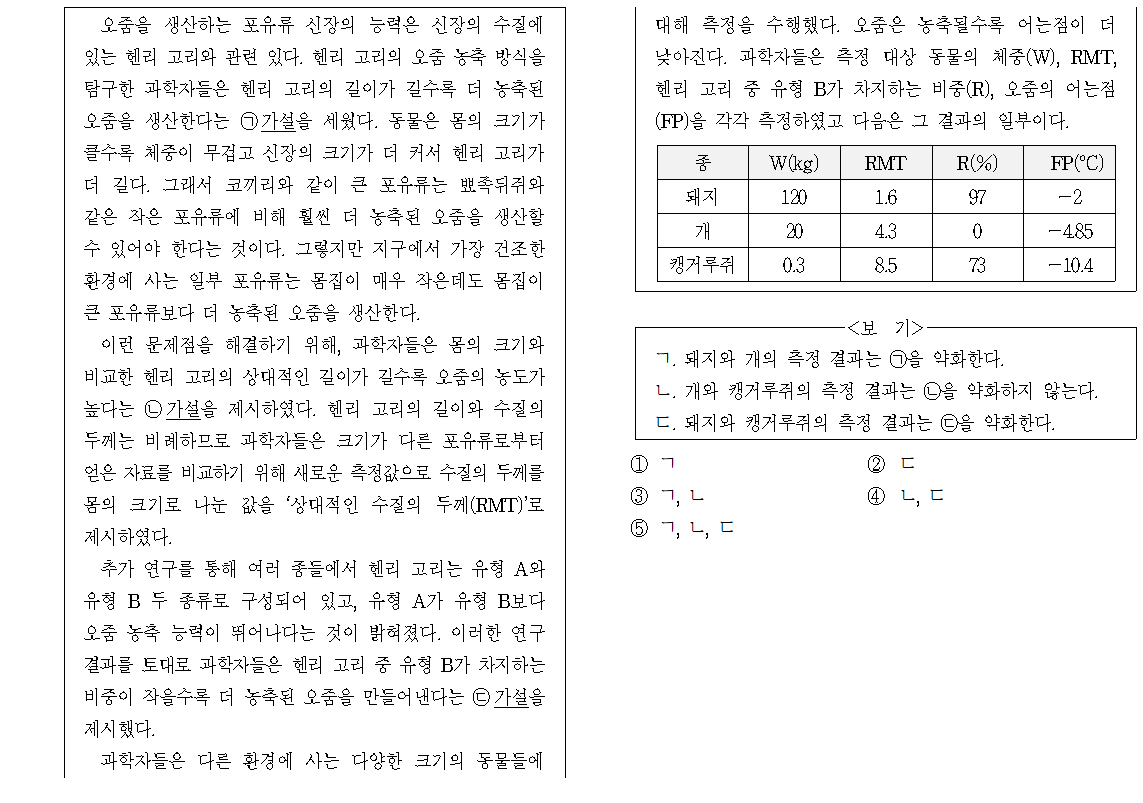 오줌을 생산하는 포유류 신장의 능력은 신장의 수질에
있는 헨리 고리와 관련 있다. 헨리 고리의 오줌 농축 방식을
탐구한 과학자들은 헨리 고리의 길이가 길수록 더 농축된
오줌을 생산한다는 ㉠가설을 세웠다. 동물은 몸의 크기가
클수록 체중이 무겁고 신장의 크기가 더 커서 헨리 고리가
더 길다. 그래서 코끼리와 같이 큰 포유류는 뾰족뒤쥐와
같은 작은 포유류에 비해 훨씬 더 농축된 오줌을 생산할
수 있어야 한다는 것이다. 그렇지만 지구에서 가장 건조한
환경에 사는 일부 포유류는 몸집이 매우 작은데도 몸집이
큰 포유류보다 더 농축된 오줌을 생산한다.
이런 문제점을 해결하기 위해, 과학자들은 몸의 크기와
비교한 헨리 고리의 상대적인 길이가 길수록 오줌의 농도가
높다는 ㉡가설을 제시하였다. 헨리 고리의 길이와 수질의
두께는 비례하므로 과학자들은 크기가 다른 포유류로부터
얻은 자료를 비교하기 위해 새로운 측정값으로 수질의 두께를
몸의 크기로 나눈 값을 ‘상대적인 수질의 두께(RMT)’로
제시하였다.
추가 연구를 통해 여러 종들에서 헨리 고리는 유형 A와
유형 B 두 종류로 구성되어 있고, 유형 A가 유형 B보다
오줌 농축 능력이 뛰어나다는 것이 밝혀졌다. 이러한 연구
결과를 토대로 과학자들은 헨리 고리 중 유형 B가 차지하는
비중이 작을수록 더 농축된 오줌을 만들어낸다는 ㉢가설을
제시했다.
과학자들은 다른 환경에 사는 다양한 크기의 동물들에
대해 측정을 수행했다. 오줌은 농축될수록 어는점이 더
낮아진다. 과학자들은 측정 대상 동물의 체중(W), RMT,
헨리 고리 중 유형 B가 차지하는 비중(R), 오줌의 어는점
(FP)을 각각 측정하였고 다음은 그 결과의 일부이다.
종 W(kg) RMT R(%) FP(℃)
돼지 120 1.6 97 －2
개 20 4.3 0 －4.85
캥거루쥐 0.3 8.5 73 －10.4
<보 기>
ㄱ. 돼지와 개의 측정 결과는 ㉠을 약화한다.
ㄴ. 개와 캥거루쥐의 측정 결과는 ㉡을 약화하지 않는다.
ㄷ. 돼지와 캥거루쥐의 측정 결과는 ㉢을 약화한다.
① ㄱ ② ㄷ
③ ㄱ, ㄴ ④ ㄴ, ㄷ
⑤ ㄱ, ㄴ, ㄷ